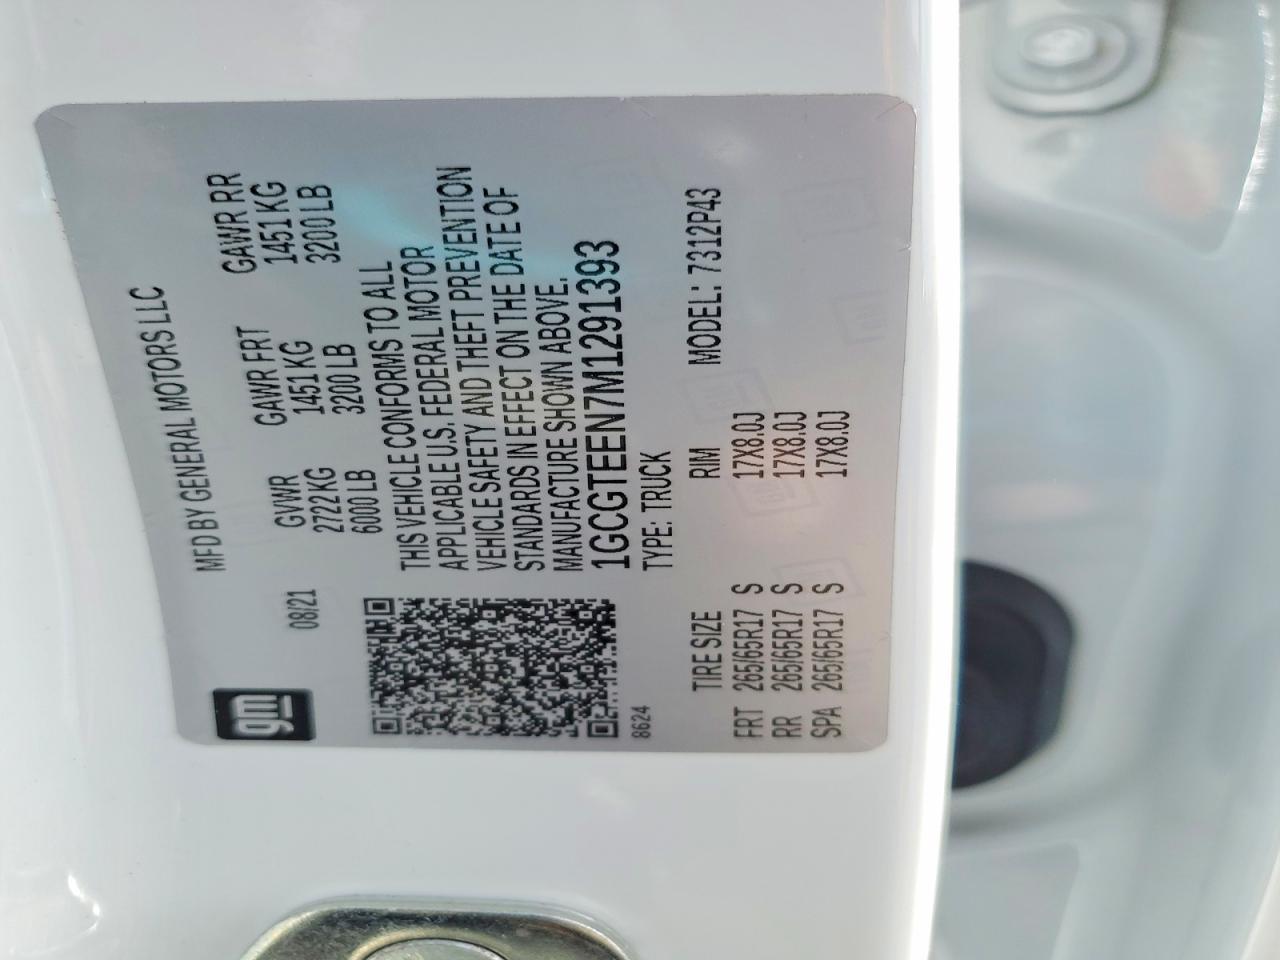 gm
MFD BY GENERAL MOTORS LLC
08/21
GVWR GAWR FRT GAWR RR
2722 KG 1451 KG 1451 KG
6000 LB 3200 LB 3200 LB
THIS VEHICLE CONFORMS TO ALL
APPLICABLE U.S. FEDERAL MOTOR
VEHICLE SAFETY AND THEFT PREVENTION
STANDARDS IN EFFECT ON THE DATE OF
MANUFACTURE SHOWN ABOVE.
1GCGTEEN7M1291393
8624 TYPE: TRUCK
TIRE SIZE RIM MODEL: 7312P43
FRT 265/65R17 S 17X8.0J
RR 265/65R17 S 17X8.0J
SPA 265/65R17 S 17X8.0J